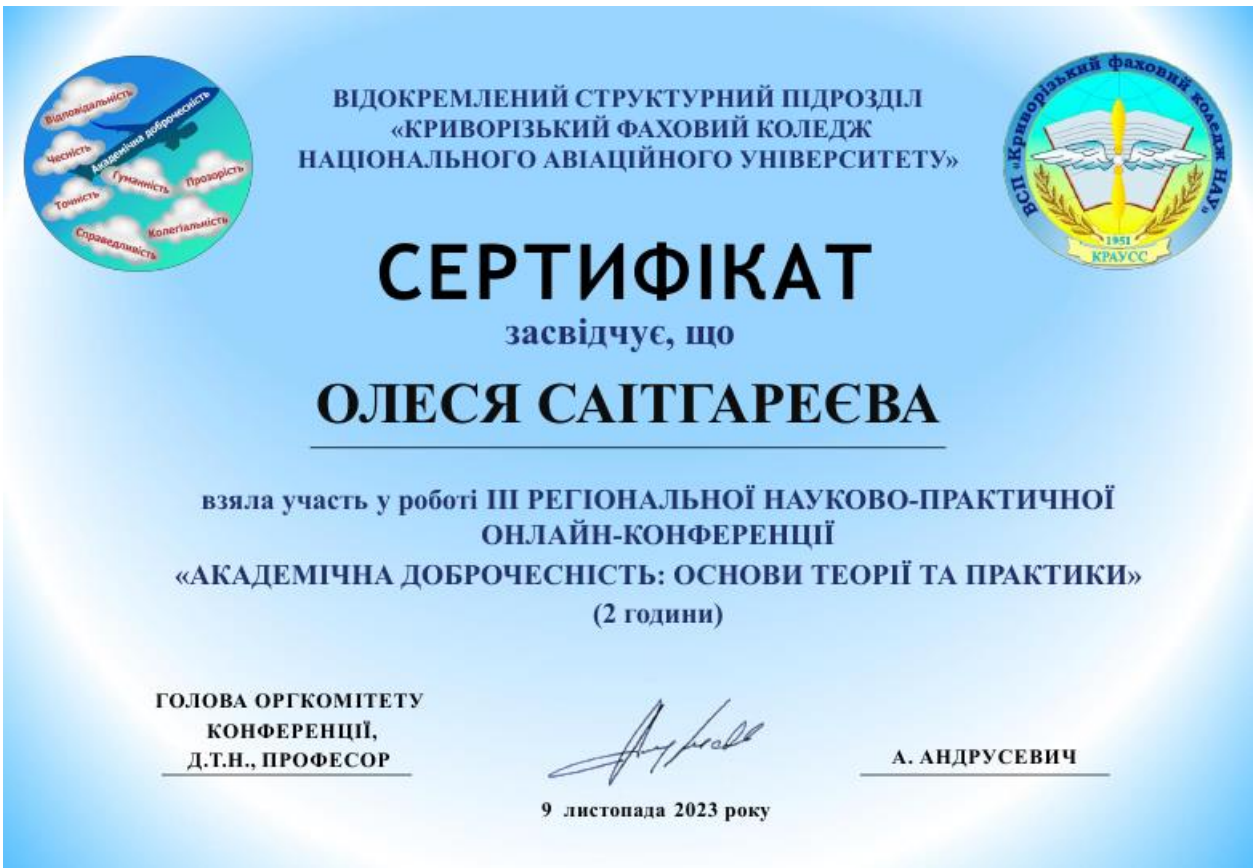 Відповідальність
Академічна доброчесність
Чесність
Гуманність
Прозорість
Точність
Справедливість
Колегіальність
ВІДОКРЕМЛЕНИЙ СТРУКТУРНИЙ ПІДРОЗДІЛ
«КРИВОРІЗЬКИЙ ФАХОВИЙ КОЛЕДЖ
НАЦІОНАЛЬНОГО АВІАЦІЙНОГО УНІВЕРСИТЕТУ»
ВСП «Криворізький фаховий коледж НАУ»
1951
КРАУСС
СЕРТИФІКАТ
засвідчує, що
ОЛЕСЯ САІТГАРЕЄВА
взяла участь у роботі ІІІ РЕГІОНАЛЬНОЇ НАУКОВО-ПРАКТИЧНОЇ
ОНЛАЙН-КОНФЕРЕНЦІЇ
«АКАДЕМІЧНА ДОБРОЧЕСНІСТЬ: ОСНОВИ ТЕОРІЇ ТА ПРАКТИКИ»
(2 години)
ГОЛОВА ОРГКОМІТЕТУ
КОНФЕРЕНЦІЇ,
Д.Т.Н., ПРОФЕСОР
А. АНДРУСЕВИЧ
9 листопада 2023 року